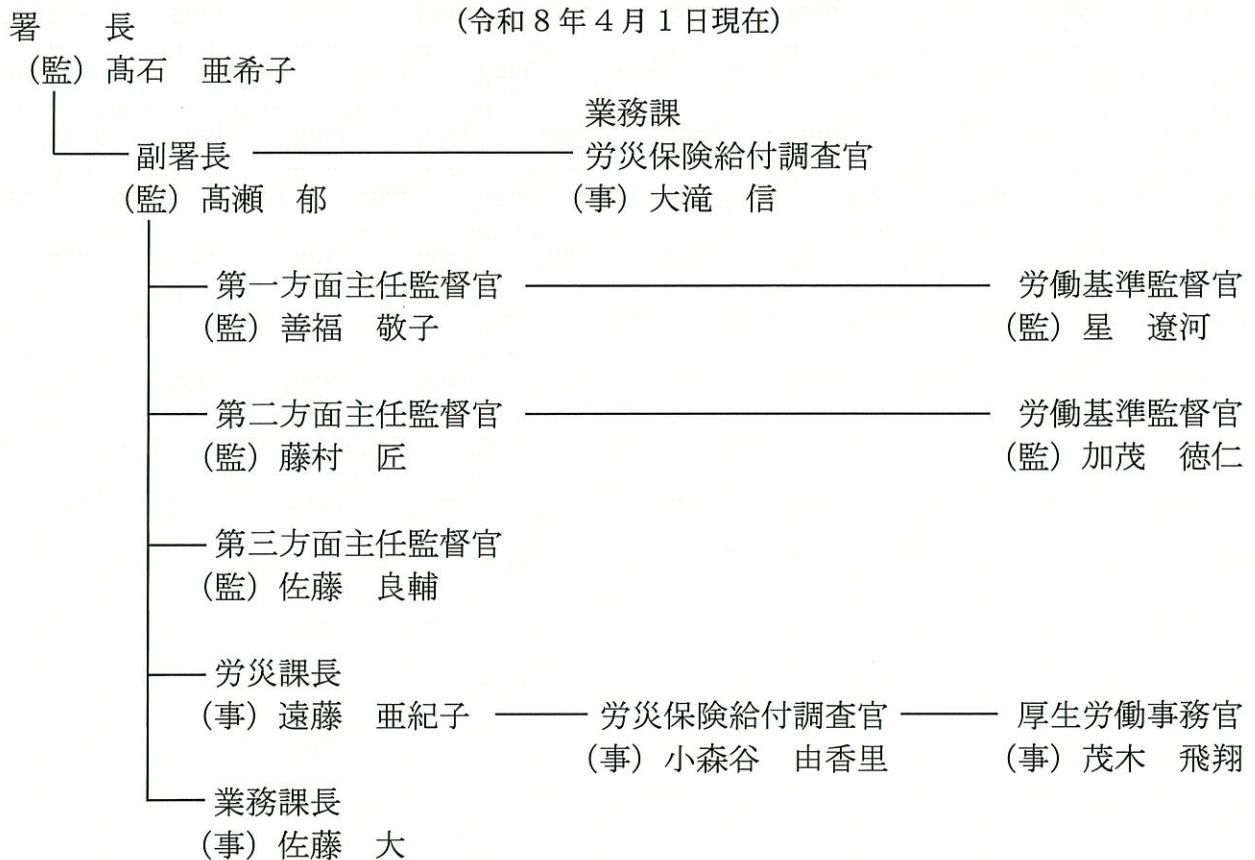 (令和8年4月1日現在)
署　　長
(監) 髙石　亜希子
業務課
副署長　労災保険給付調査官
(監) 髙瀬　郁　(事) 大滝　信
第一方面主任監督官　労働基準監督官
(監) 善福　敬子　(監) 星　遼河
第二方面主任監督官　労働基準監督官
(監) 藤村　匠　(監) 加茂　徳仁
第三方面主任監督官
(監) 佐藤　良輔
労災課長
(事) 遠藤　亜紀子　労災保険給付調査官　厚生労働事務官
(事) 小森谷　由香里　(事) 茂木　飛翔
業務課長
(事) 佐藤　大